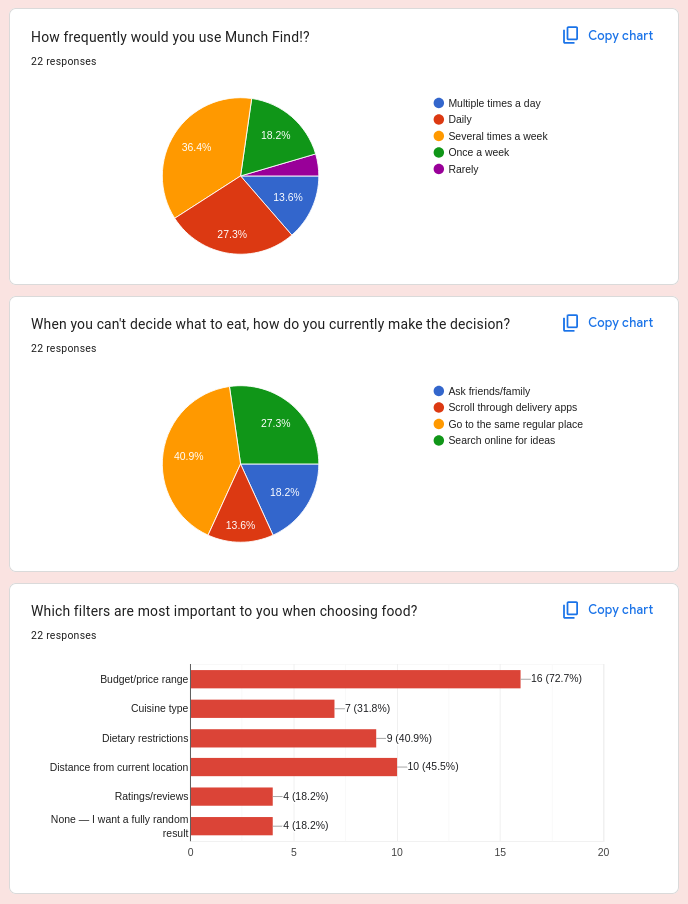 How frequently would you use Munch Find!?
Copy chart
22 responses
36.4%
18.2%
13.6%
27.3%
Multiple times a day
Daily
Several times a week
Once a week
Rarely
When you can't decide what to eat, how do you currently make the decision?
Copy chart
22 responses
27.3%
40.9%
18.2%
13.6%
Ask friends/family
Scroll through delivery apps
Go to the same regular place
Search online for ideas
Which filters are most important to you when choosing food?
Copy chart
22 responses
Budget/price range
16 (72.7%)
Cuisine type
7 (31.8%)
Dietary restrictions
9 (40.9%)
Distance from current location
10 (45.5%)
Ratings/reviews
4 (18.2%)
None — I want a fully random
result
4 (18.2%)
0 5 10 15 20